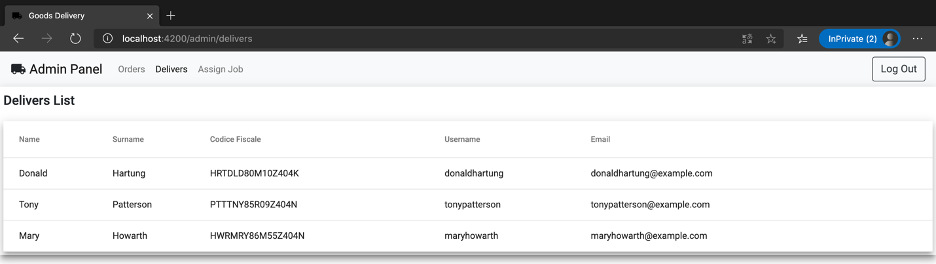 Goods Delivery
localhost:4200/admin/delivers
InPrivate (2)
Admin Panel Orders Delivers Assign Job Log Out
Delivers List
Name Surname Codice Fiscale Username Email
Donald Hartung HRTDLD80M10Z404K donaldhartung donaldhartung@example.com
Tony Patterson PTTTNY85R09Z404N tonypatterson tonypatterson@example.com
Mary Howarth HWRMRY86M55Z404N maryhowarth maryhowarth@example.com